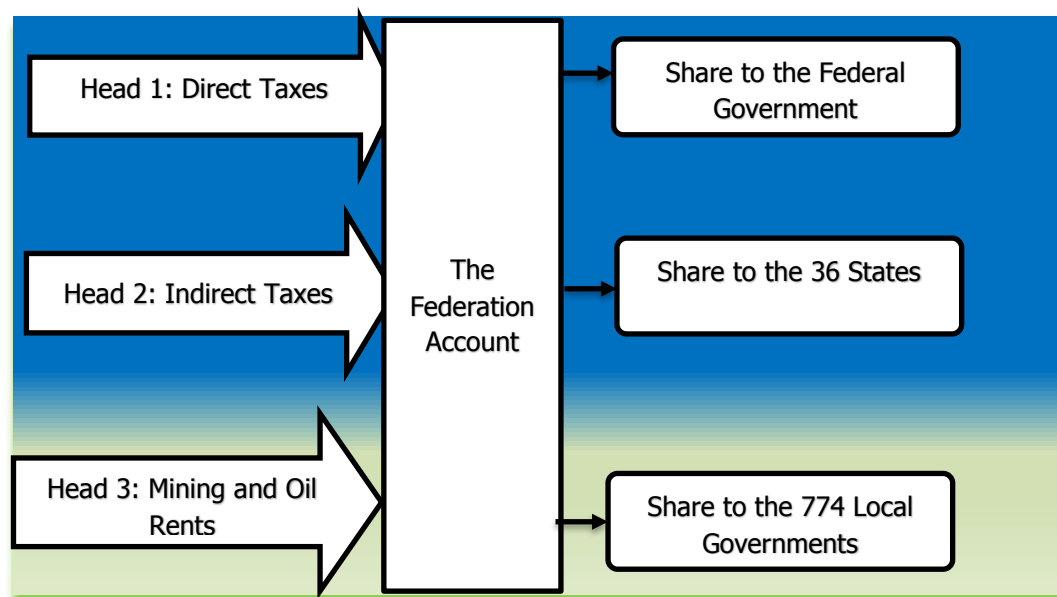 Head 1: Direct Taxes
Head 2: Indirect Taxes
Head 3: Mining and Oil
Rents
The
Federation
Account
Share to the Federal
Government
Share to the 36 States
Share to the 774 Local
Governments